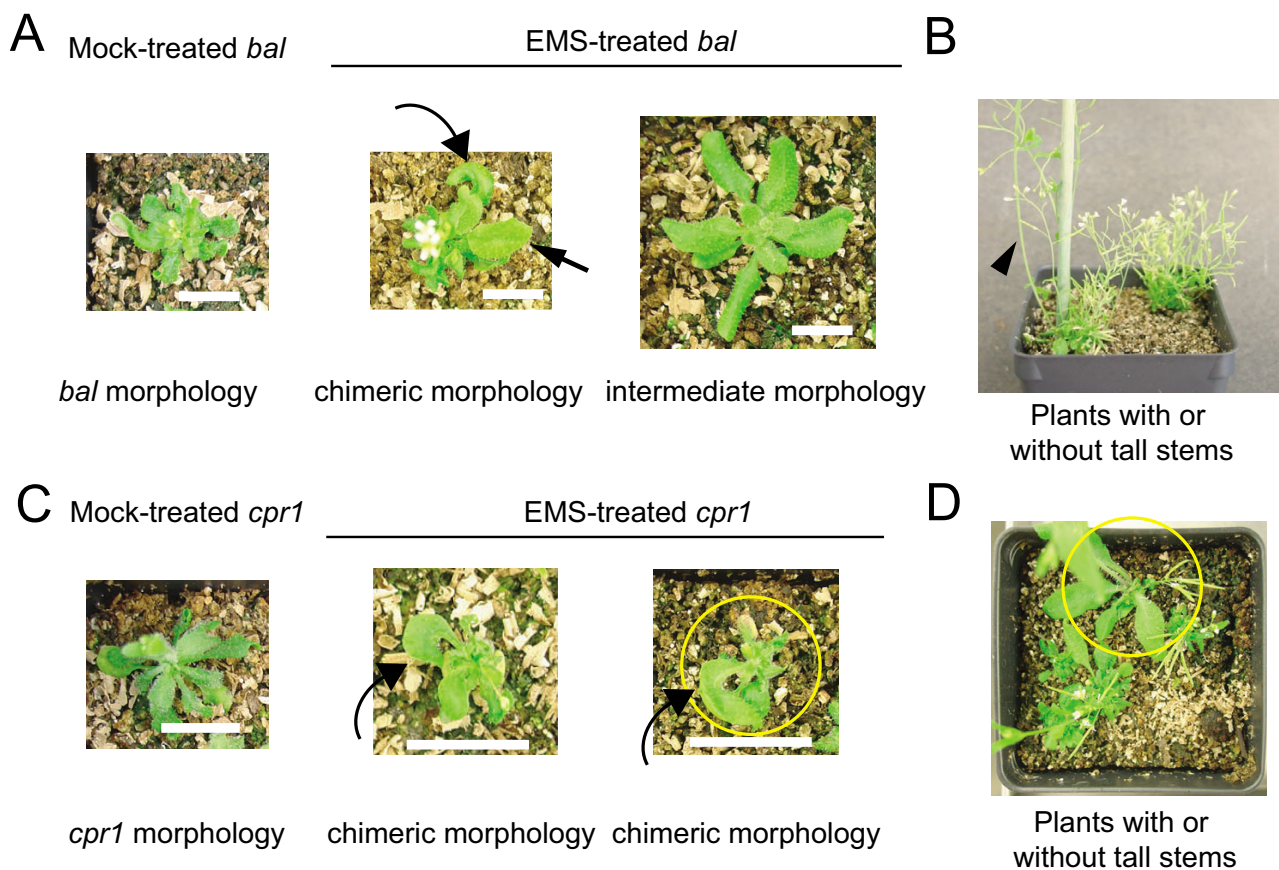 A
Mock-treated bal
EMS-treated bal
B
bal morphology
chimeric morphology
intermediate morphology
Plants with or
without tall stems
C
Mock-treated cpr1
EMS-treated cpr1
D
cpr1 morphology
chimeric morphology
chimeric morphology
Plants with or
without tall stems